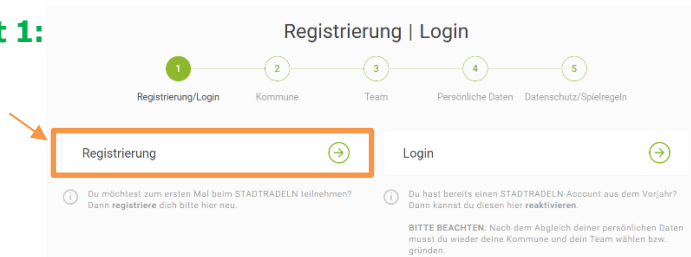 t 1:
Registrierung | Login
1 2 3 4 5
Registrierung/Login Kommune Team Persönliche Daten Datenschutz/Spielregeln
Registrierung
Du möchtest zum ersten Mal beim STADTRADELN teilnehmen?
Dann registriere dich bitte hier neu.
Login
Du hast bereits einen STADTRADELN-Account aus dem Vorjahr?
Dann kannst du diesen hier reaktivieren.
BITTE BEACHTEN: Nach dem Abgleich deiner persönlichen Daten
musst du wieder deine Kommune und dein Team wählen bzw.
gründen.